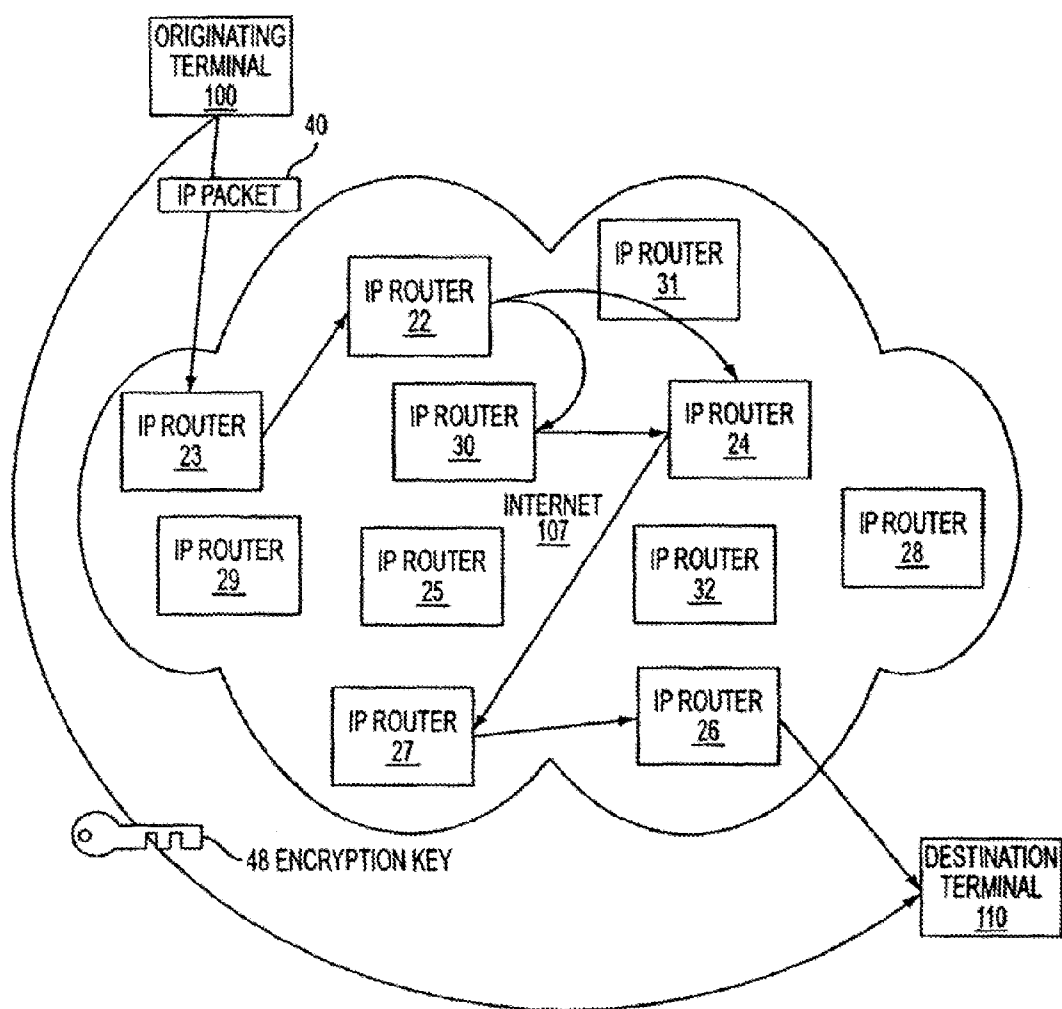 ORIGINATING
TERMINAL
100
40
IP PACKET
IP ROUTER
31
IP ROUTER
22
IP ROUTER
23
IP ROUTER
30
IP ROUTER
24
INTERNET
107
IP ROUTER
29
IP ROUTER
25
IP ROUTER
32
IP ROUTER
28
IP ROUTER
27
IP ROUTER
26
48 ENCRYPTION KEY
DESTINATION
TERMINAL
110